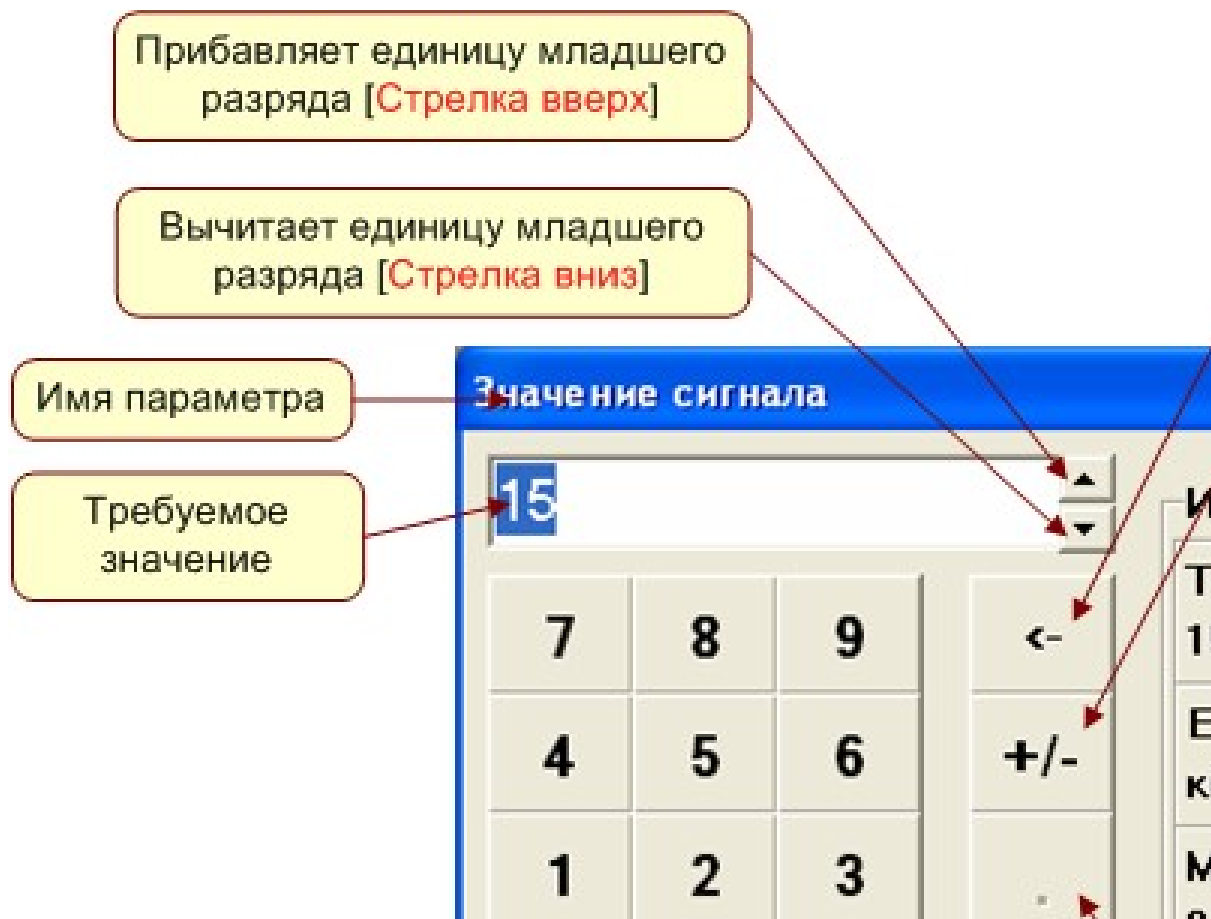 Прибавляет единицу младшего
разряда [Стрелка вверх]
Вычитает единицу младшего
разряда [Стрелка вниз]
Имя параметра
Значение сигнала
Требуемое
значение
15
7 8 9 <-
4 5 6 +/-
1 2 3 .